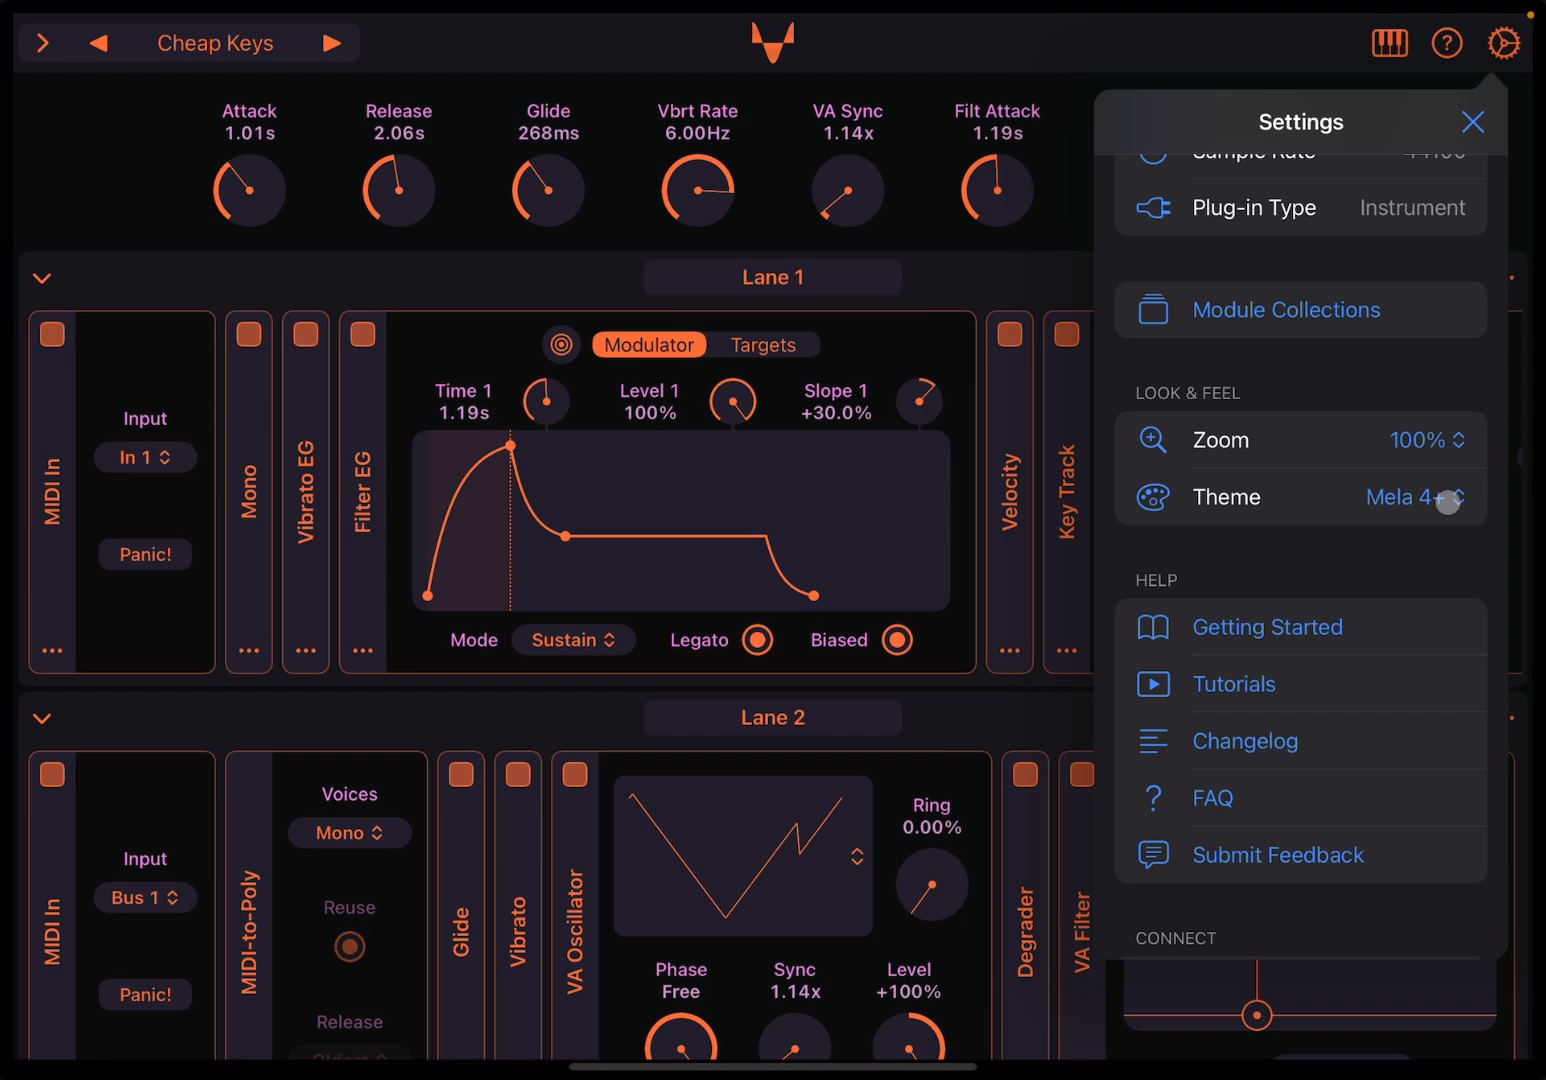 Cheap Keys
Attack
1.01s
Release
2.06s
Glide
268ms
Vbrt Rate
6.00Hz
VA Sync
1.14x
Filt Attack
1.19s
Settings
Sample Rate 44100
Plug-in Type Instrument
Module Collections
LOOK & FEEL
Zoom 100%
Theme Mela 4+
HELP
Getting Started
Tutorials
Changelog
? FAQ
Submit Feedback
CONNECT
Lane 1
MIDI In
Input
In 1
Panic!
Mono
Vibrato EG
Filter EG
Modulator Targets
Time 1
1.19s
Level 1
100%
Slope 1
+30.0%
Mode Sustain Legato Biased
Velocity
Key Track
Lane 2
MIDI In
Input
Bus 1
Panic!
MIDI-to-Poly
Voices
Mono
Reuse
Release
Oldest
Glide
Vibrato
VA Oscillator
Ring
0.00%
Phase
Free
Sync
1.14x
Level
+100%
Degrader
VA Filter